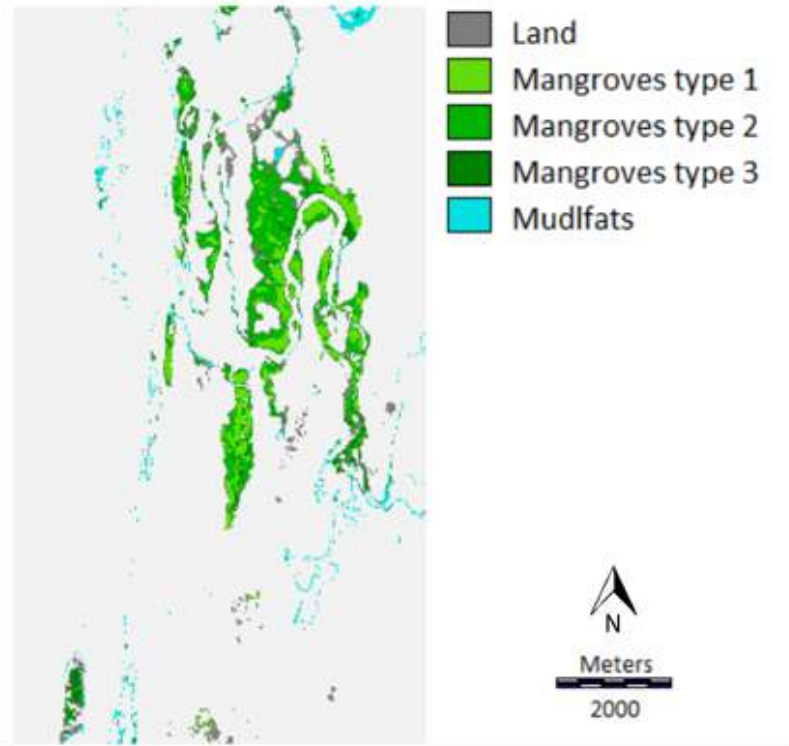 Land
Mangroves type 1
Mangroves type 2
Mangroves type 3
Mudlfats
N
Meters
2000